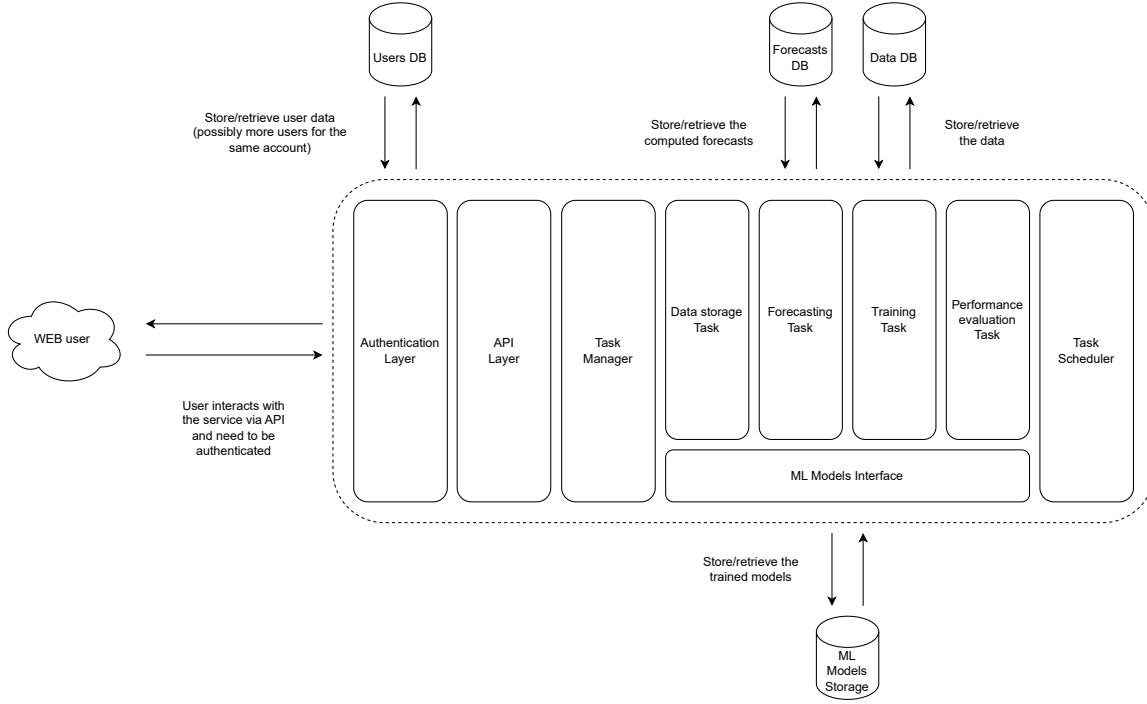 Users DB
Forecasts
DB
Data DB
Store/retrieve user data
(possibly more users for the
same account)
Store/retrieve the
computed forecasts
Store/retrieve
the data
WEB user
User interacts with
the service via API
and need to be
authenticated
Authentication
Layer
API
Layer
Task
Manager
Data storage
Task
Forecasting
Task
Training
Task
Performance
evaluation
Task
Task
Scheduler
ML Models Interface
Store/retrieve the
trained models
ML
Models
Storage